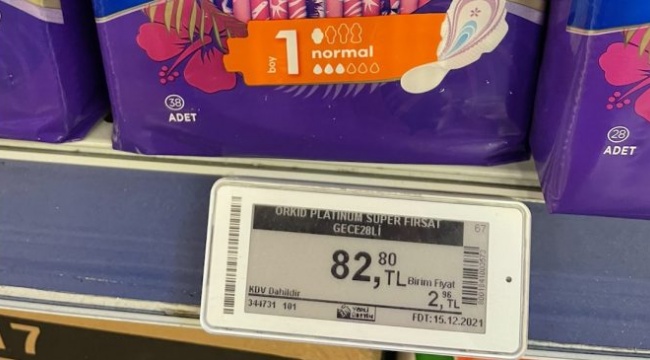 boy 1 normal
38
ADET
28
ADET
ORKID PLATINUM SUPER FIRSAT
GECE28Lİ
67
82,80 TL
Birim Fiyat
2,96 TL
KDV Dahildir
344731 101
FDT:15.12.2021
A7